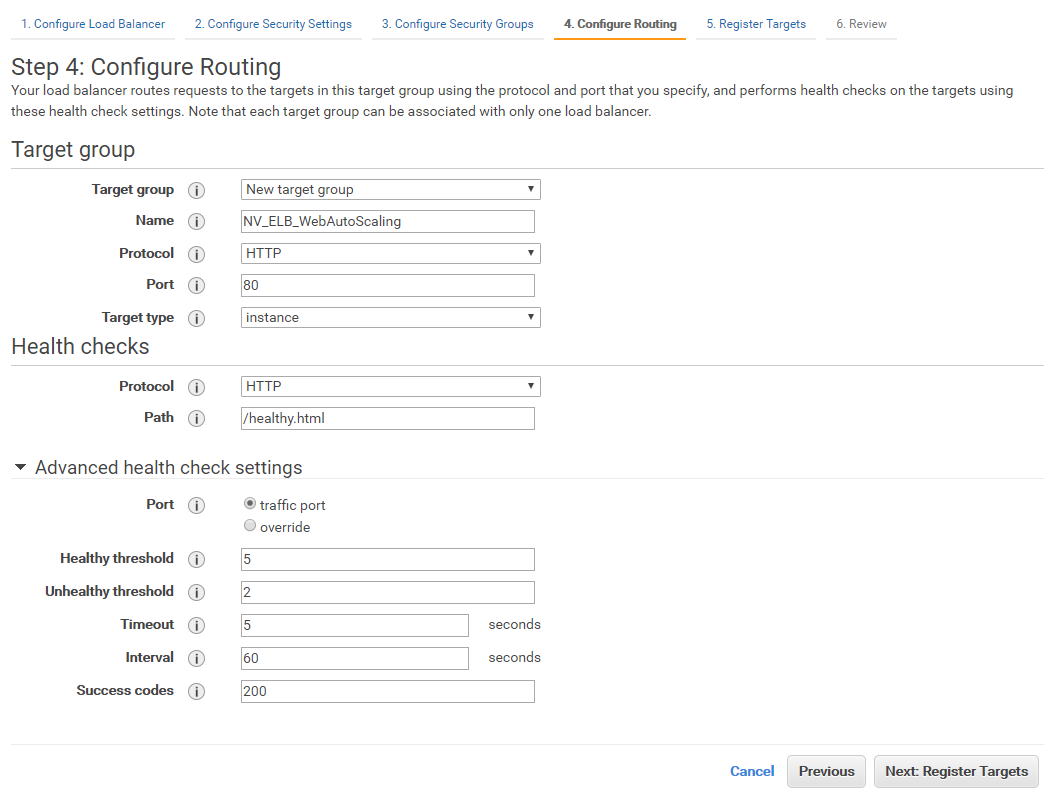 1. Configure Load Balancer 2. Configure Security Settings 3. Configure Security Groups 4. Configure Routing 5. Register Targets 6. Review
Step 4: Configure Routing
Your load balancer routes requests to the targets in this target group using the protocol and port that you specify, and performs health checks on the targets using
these health check settings. Note that each target group can be associated with only one load balancer.
Target group
Target group i New target group
Name i NV_ELB_WebAutoScaling
Protocol i HTTP
Port i 80
Target type i instance
Health checks
Protocol i HTTP
Path i /healthy.html
Advanced health check settings
Port i traffic port
override
Healthy threshold i 5
Unhealthy threshold i 2
Timeout i 5 seconds
Interval i 60 seconds
Success codes i 200
Cancel Previous Next: Register Targets